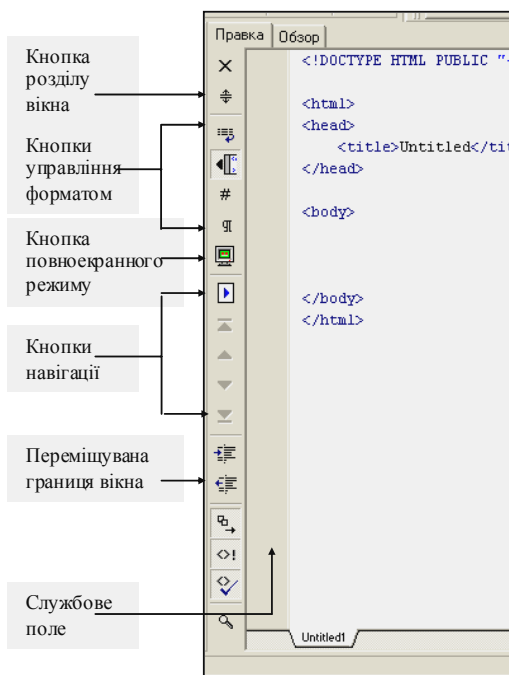 Кнопка
розділу
вікна
Кнопки
управління
форматом
Кнопка
повноекранного
режиму
Кнопки
навігації
Переміщувана
границя вікна
Службове
поле
Правка
Обзор
#
¶
<>!
<!DOCTYPE HTML PUBLIC "-
<html>
<head>
<title>Untitled</tit
</head>
<body>
</body>
</html>
Untitled1